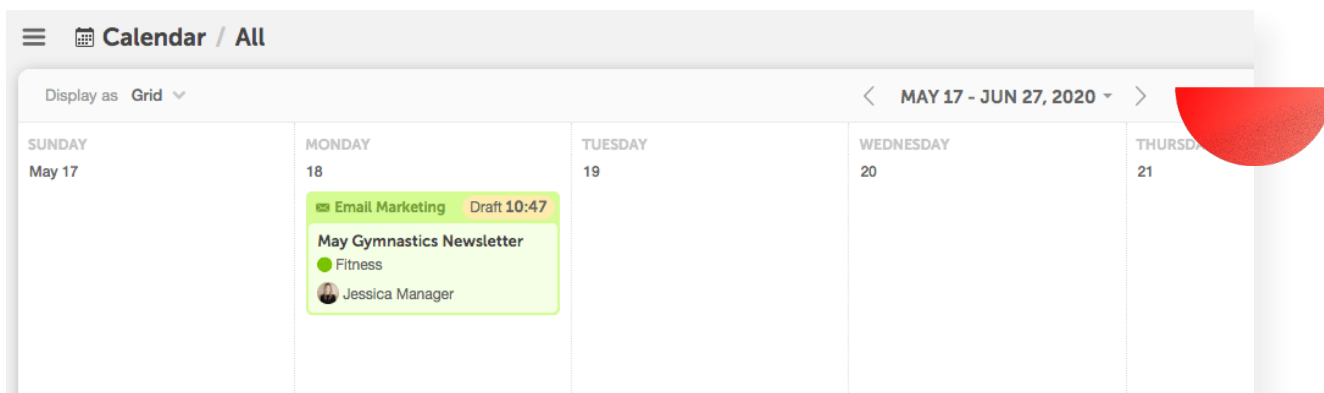 Calendar / All
Display as Grid
MAY 17 - JUN 27, 2020
SUNDAY MONDAY TUESDAY WEDNESDAY
May 17 18 19 20 21
Email Marketing Draft 10:47
May Gymnastics Newsletter
Fitness
Jessica Manager